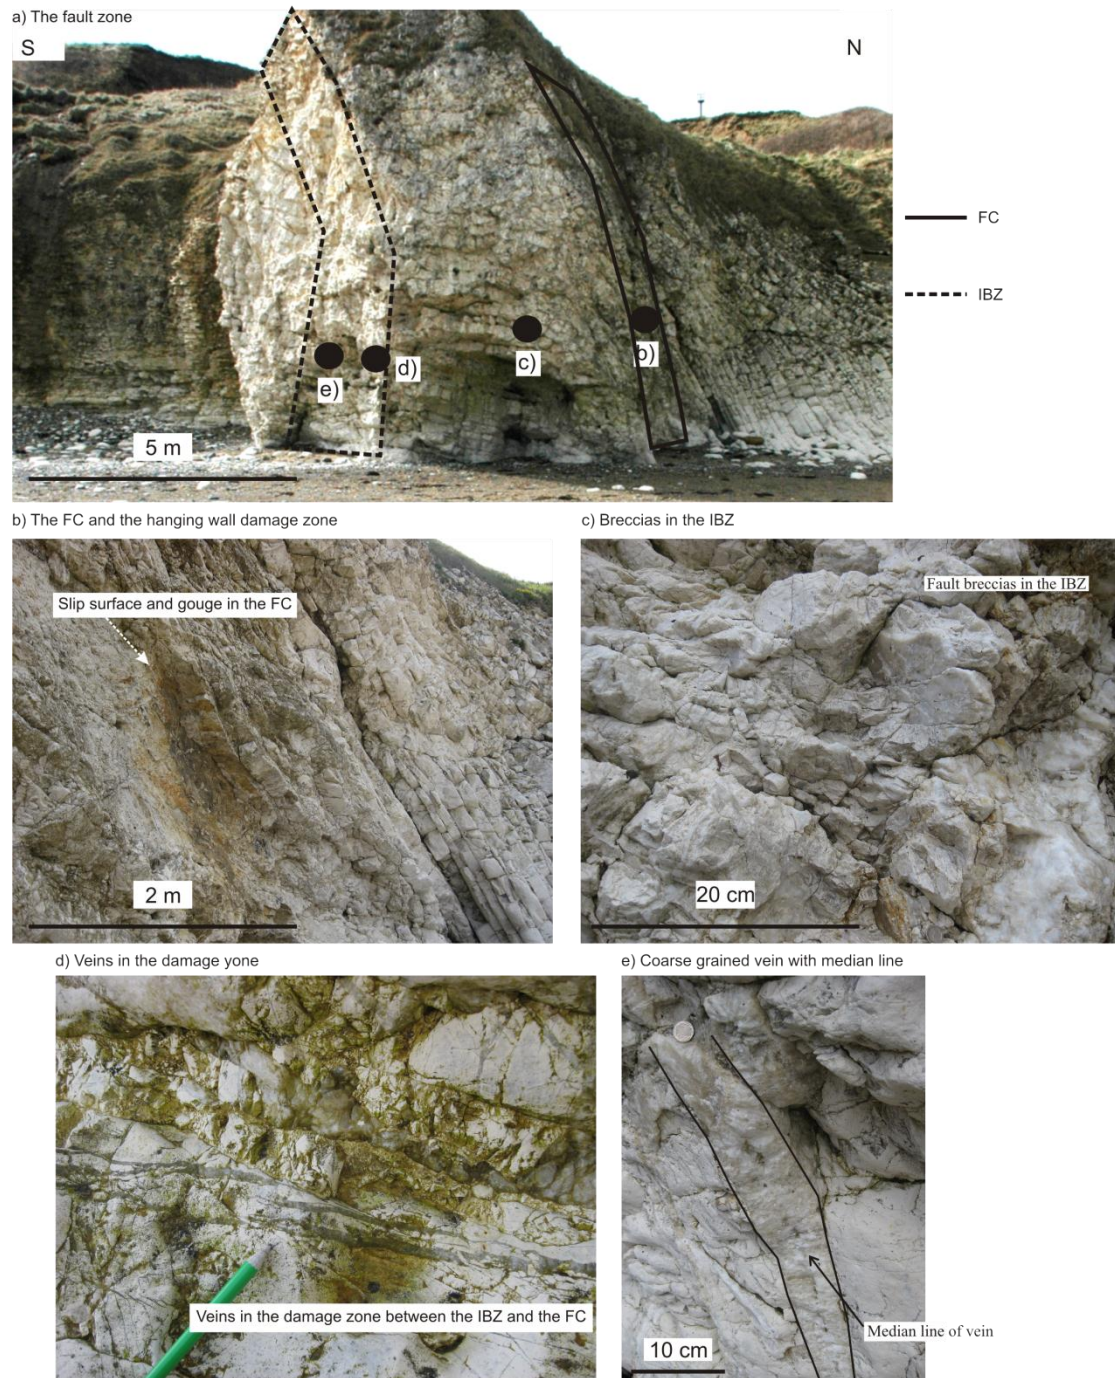 a) The fault zone
S
N
FC
IBZ
e)
d)
c)
b)
5 m
b) The FC and the hanging wall damage zone
c) Breccias in the IBZ
Slip surface and gouge in the FC
2 m
Fault breccias in the IBZ
20 cm
d) Veins in the damage yone
e) Coarse grained vein with median line
Veins in the damage zone between the IBZ and the FC
Median line of vein
10 cm